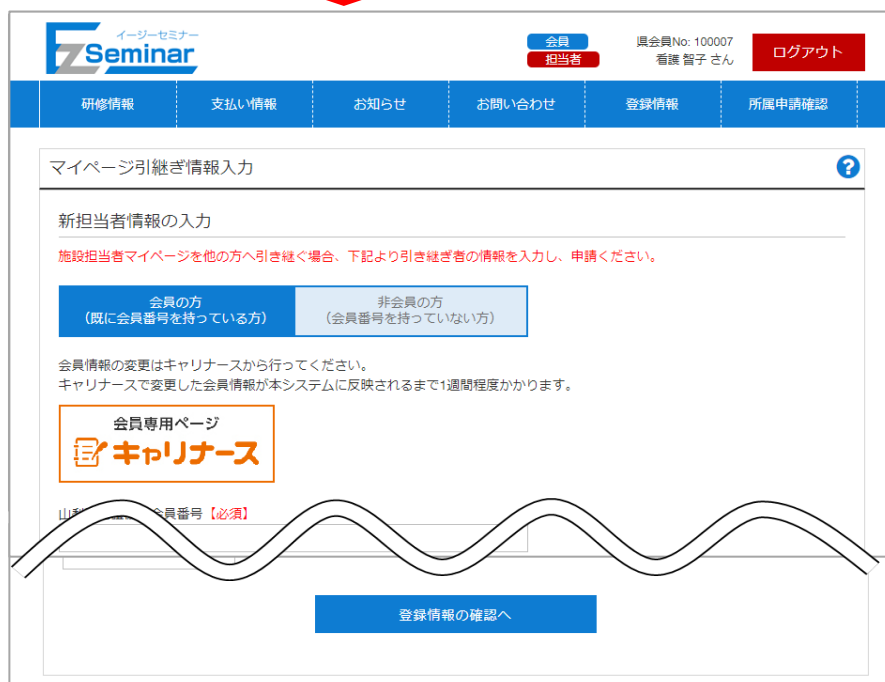 イージーセミナー
EzSeminar
会員
担当者
県会員No: 100007
看護 智子 さん
ログアウト
研修情報
支払い情報
お知らせ
お問い合わせ
登録情報
所属申請確認
マイページ引継ぎ情報入力
?
新担当者情報の入力
施設担当者マイページを他の方へ引き継ぐ場合、下記より引き継ぎ者の情報を入力し、申請ください。
会員の方
(既に会員番号を持っている方)
非会員の方
(会員番号を持っていない方)
会員情報の変更はキャリナースから行ってください。
キャリナースで変更した会員情報が本システムに反映されるまで1週間程度かかります。
会員専用ページ
キャリナース
会員番号【必須】
登録情報の確認へ